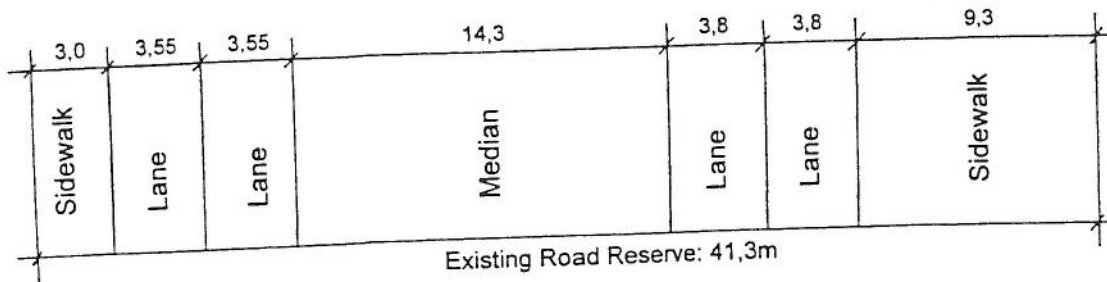 3,0 3,55 3,55 14,3 3,8 3,8 9,3
Sidewalk Lane Lane Median Lane Lane Sidewalk
Existing Road Reserve: 41,3m